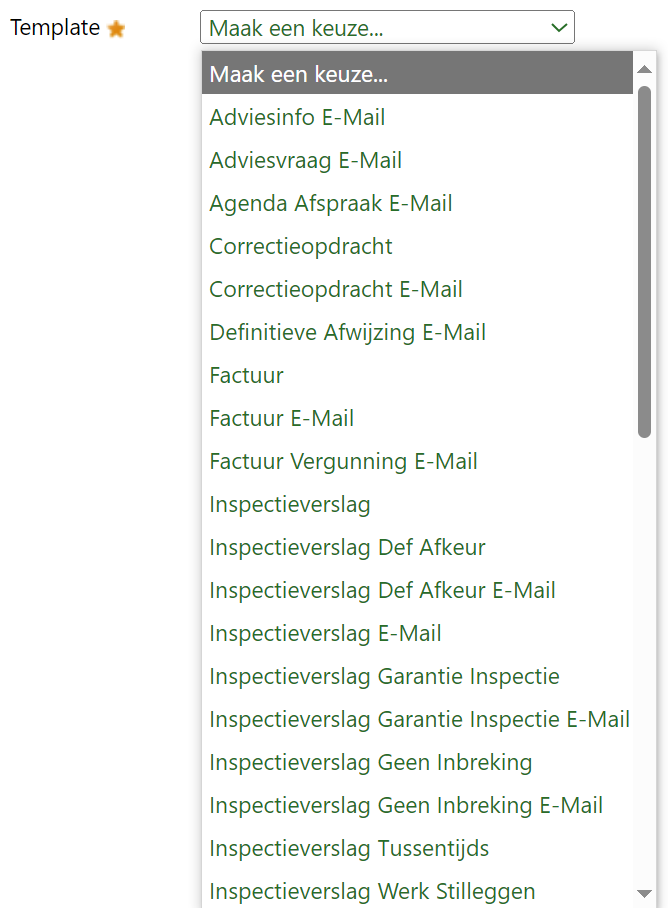 Template
Maak een keuze...
Maak een keuze...
Adviesinfo E-Mail
Adviesvraag E-Mail
Agenda Afspraak E-Mail
Correctieopdracht
Correctieopdracht E-Mail
Definitieve Afwijzing E-Mail
Factuur
Factuur E-Mail
Factuur Vergunning E-Mail
Inspectieverslag
Inspectieverslag Def Afkeur
Inspectieverslag Def Afkeur E-Mail
Inspectieverslag E-Mail
Inspectieverslag Garantie Inspectie
Inspectieverslag Garantie Inspectie E-Mail
Inspectieverslag Geen Inbreking
Inspectieverslag Geen Inbreking E-Mail
Inspectieverslag Tussentijds
Inspectieverslag Werk Stilleggen